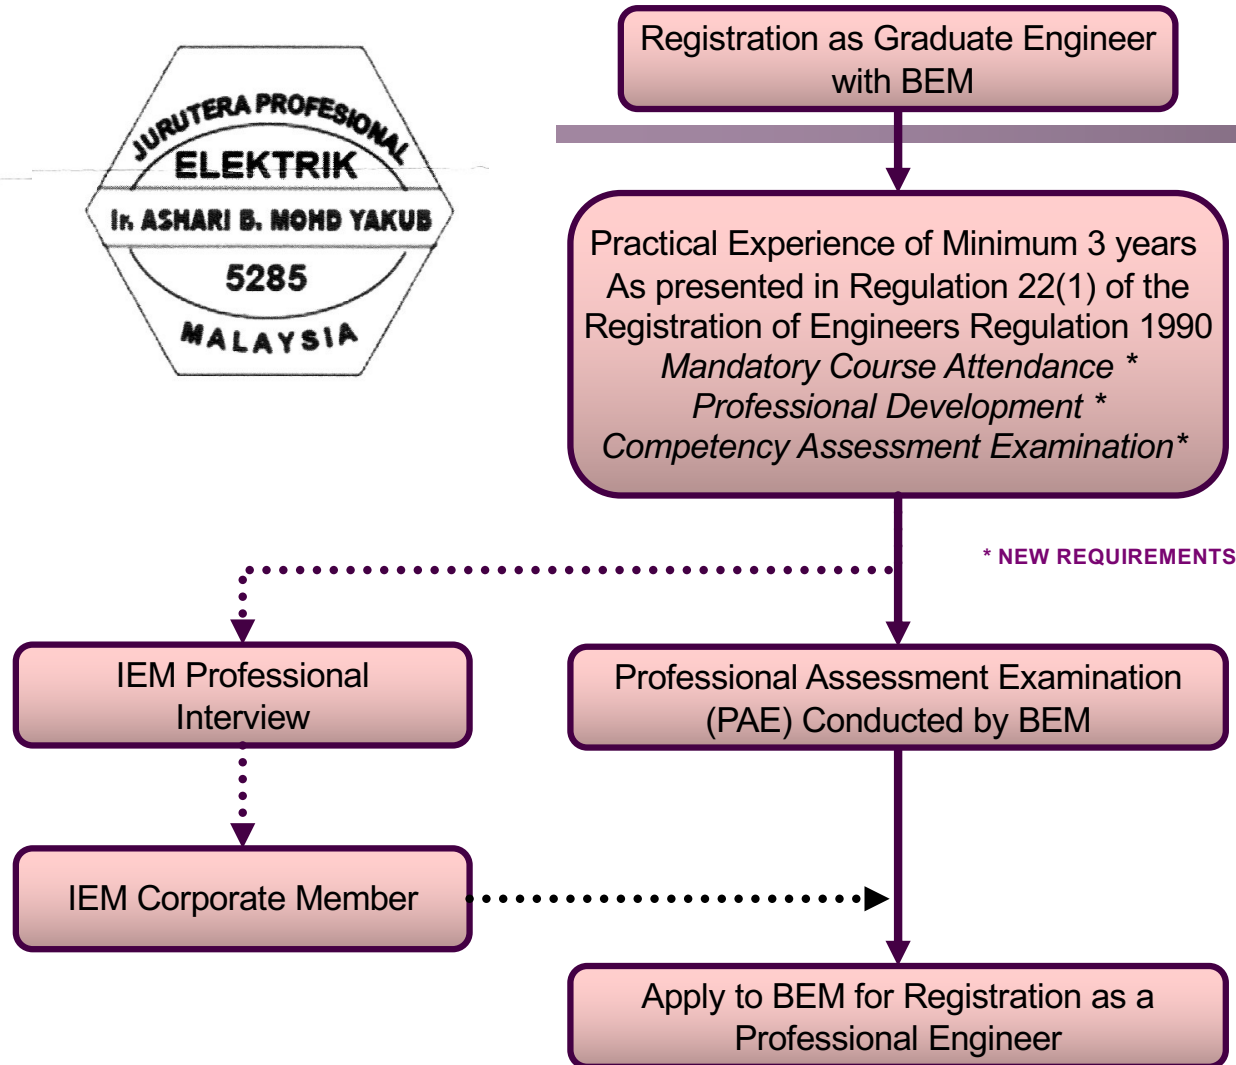 JURUTERA PROFESIONAL
ELEKTRIK
Ir. ASHARI B. MOHD YAKUB
5285
MALAYSIA
Registration as Graduate Engineer
with BEM
Practical Experience of Minimum 3 years
As presented in Regulation 22(1) of the
Registration of Engineers Regulation 1990
Mandatory Course Attendance *
Professional Development *
Competency Assessment Examination*
* NEW REQUIREMENTS
IEM Professional
Interview
Professional Assessment Examination
(PAE) Conducted by BEM
IEM Corporate Member
Apply to BEM for Registration as a
Professional Engineer